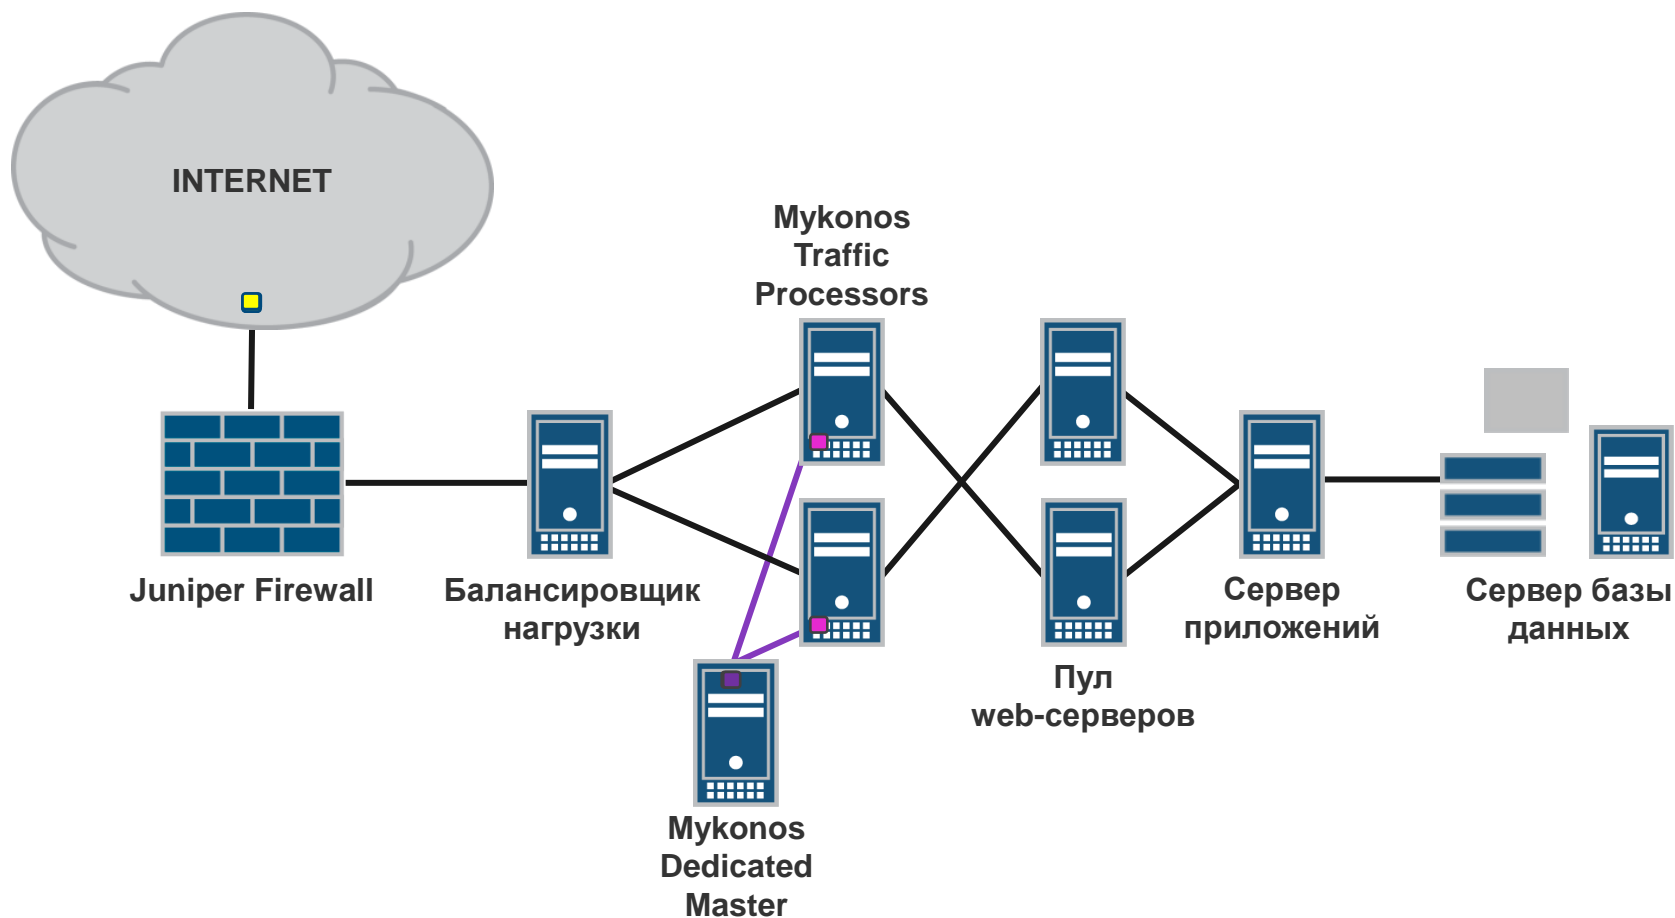 INTERNET
Mykonos
Traffic
Processors
Juniper Firewall
Балансировщик
нагрузки
Сервер
приложений
Сервер базы
данных
Пул
web-серверов
Mykonos
Dedicated
Master